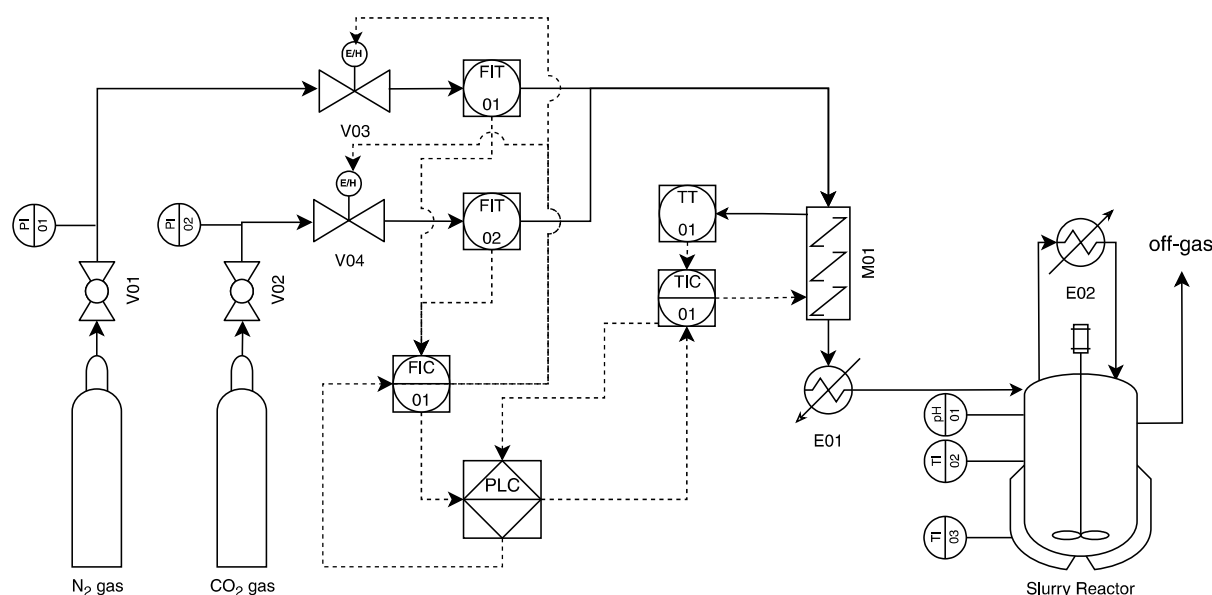 E/H
FIT
01
V03
E/H
FIT
02
V04
PI
01
PI
02
V01
V02
TT
01
TIC
01
M01
E02
off-gas
FIC
01
E01
pH
01
TI
02
PLC
TI
03
N₂ gas
CO₂ gas
Slurry Reactor